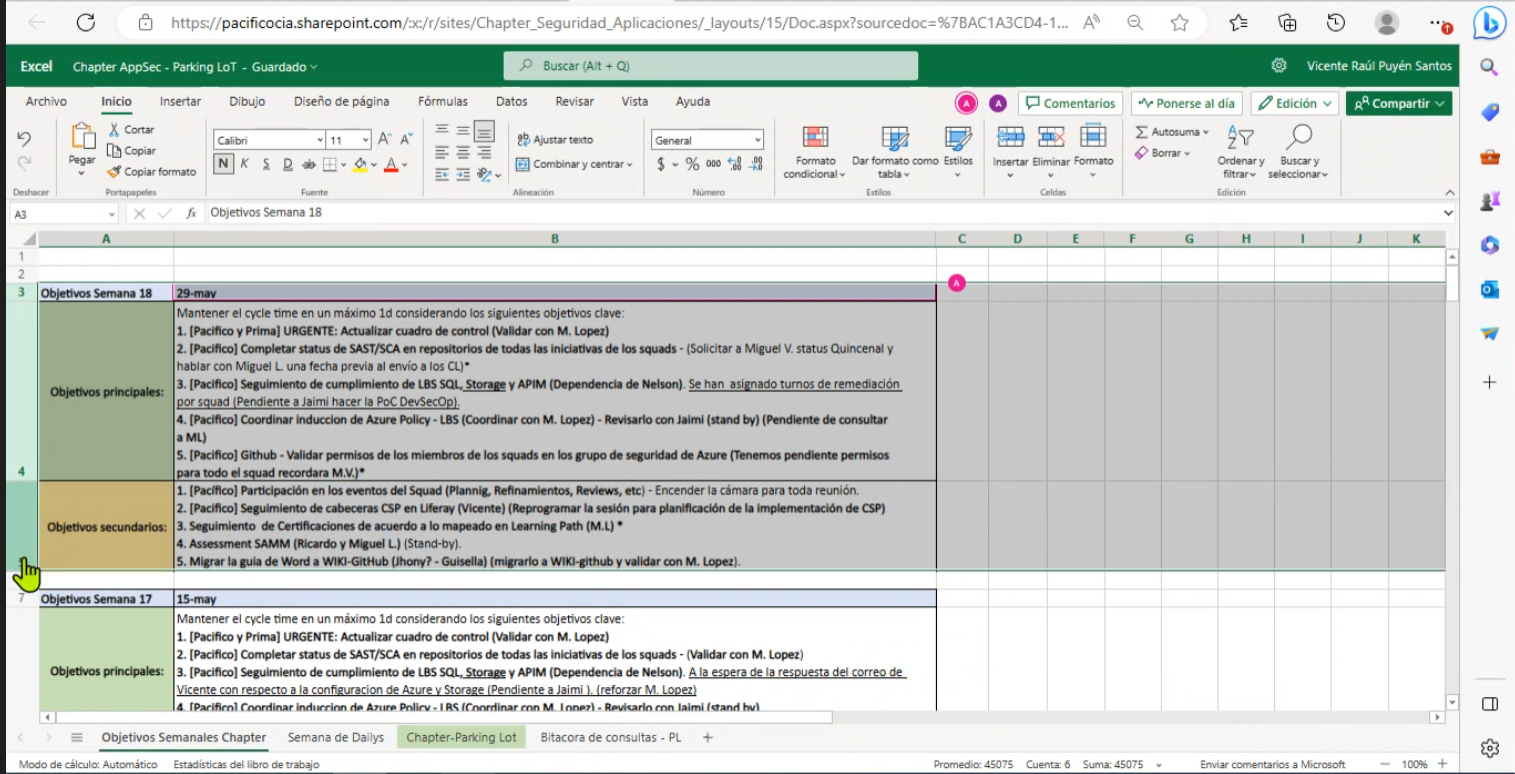 https://pacificocia.sharepoint.com/:x:/r/sites/Chapter_Seguridad_Aplicaciones/_layouts/15/Doc.aspx?sourcedoc=%7BAC1A3CD4-1...
Excel Chapter AppSec - Parking LoT - Guardado
Buscar (Alt + Q)
Vicente Raúl Puyén Santos
Archivo Inicio Insertar Dibujo Diseño de página Fórmulas Datos Revisar Vista Ayuda
A A Comentarios Ponerse al día Edición Compartir
Pegar
Cortar
Copiar
Copiar formato
Calibri 11
N K S D ab
Ajustar texto
Combinar y centrar
General
$ % 000
Formato condicional
Dar formato como tabla
Estilos
Insertar Eliminar Formato
Autosuma
Borrar
Ordenar y filtrar
Buscar y seleccionar
Deshacer Portapapeles Fuente Alineación Número Estilos Celdas Edición
A3 fx Objetivos Semana 18
A B C D E F G H I J K
1
2
3 Objetivos Semana 18 29-may
A
4 Objetivos principales:
Mantener el cycle time en un máximo 1d considerando los siguientes objetivos clave:
1. [Pacifico y Prima] URGENTE: Actualizar cuadro de control (Validar con M. Lopez)
2. [Pacifico] Completar status de SAST/SCA en repositorios de todas las iniciativas de los squads - (Solicitar a Miguel V. status Quincenal y
hablar con Miguel L. una fecha previa al envío a los CL)*
3. [Pacifico] Seguimiento de cumplimiento de LBS SQL, Storage y APIM (Dependencia de Nelson). Se han asignado turnos de remediación
por squad (Pendiente a Jaimi hacer la PoC DevSecOp).
4. [Pacifico] Coordinar induccion de Azure Policy - LBS (Coordinar con M. Lopez) - Revisarlo con Jaimi (stand by) (Pendiente de consultar
a ML)
5. [Pacifico] Github - Validar permisos de los miembros de los squads en los grupo de seguridad de Azure (Tenemos pendiente permisos
para todo el squad recordara M.V.)*
Objetivos secundarios:
1. [Pacífico] Participación en los eventos del Squad (Plannig, Refinamientos, Reviews, etc) - Encender la cámara para toda reunión.
2. [Pacifico] Seguimiento de cabeceras CSP en Liferay (Vicente) (Reprogramar la sesión para planificación de la implementación de CSP)
3. Seguimiento de Certificaciones de acuerdo a lo mapeado en Learning Path (M.L) *
4. Assessment SAMM (Ricardo y Miguel L.) (Stand-by).
5. Migrar la guia de Word a WIKI-GitHub (Jhony? - Guisella) (migrarlo a WIKI-github y validar con M. Lopez).
7 Objetivos Semana 17 15-may
Objetivos principales:
Mantener el cycle time en un máximo 1d considerando los siguientes objetivos clave:
1. [Pacifico y Prima] URGENTE: Actualizar cuadro de control (Validar con M. Lopez)
2. [Pacifico] Completar status de SAST/SCA en repositorios de todas las iniciativas de los squads - (Validar con M. Lopez)
3. [Pacifico] Seguimiento de cumplimiento de LBS SQL, Storage y APIM (Dependencia de Nelson). A la espera de la respuesta del correo de
Vicente con respecto a la configuracion de Azure y Storage (Pendiente a Jaimi ). (reforzar M. Lopez)
4. [Pacifico] Coordinar induccion de Azure Policy - LBS (Coordinar con M. Lopez) - Revisarlo con Jaimi (stand by)
Objetivos Semanales Chapter Semana de Dailys Chapter-Parking Lot Bitacora de consultas - PL
Modo de cálculo: Automático Estadísticas del libro de trabajo Promedio: 45075 Cuenta: 6 Suma: 45075 Enviar comentarios a Microsoft 100%